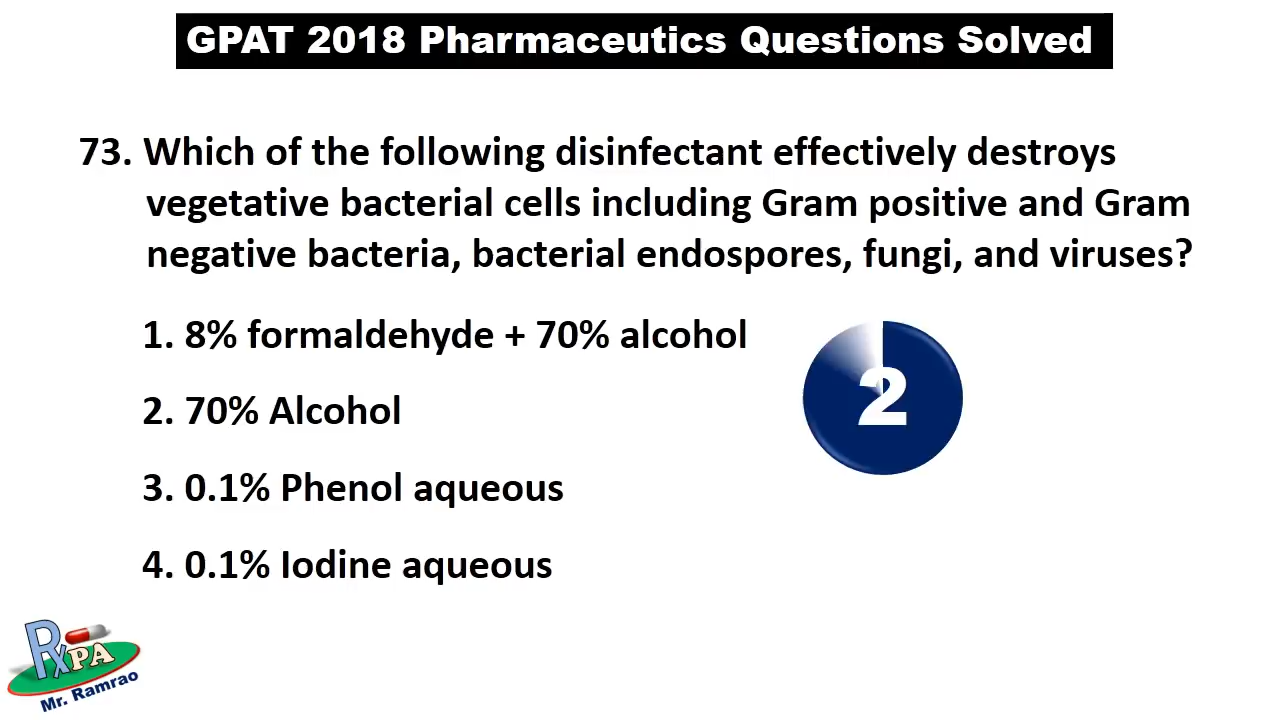 GPAT 2018 Pharmaceutics Questions Solved
73. Which of the following disinfectant effectively destroys
vegetative bacterial cells including Gram positive and Gram
negative bacteria, bacterial endospores, fungi, and viruses?
1. 8% formaldehyde + 70% alcohol
2. 70% Alcohol
2
3. 0.1% Phenol aqueous
4. 0.1% Iodine aqueous
RxPA
Mr. Ramrao